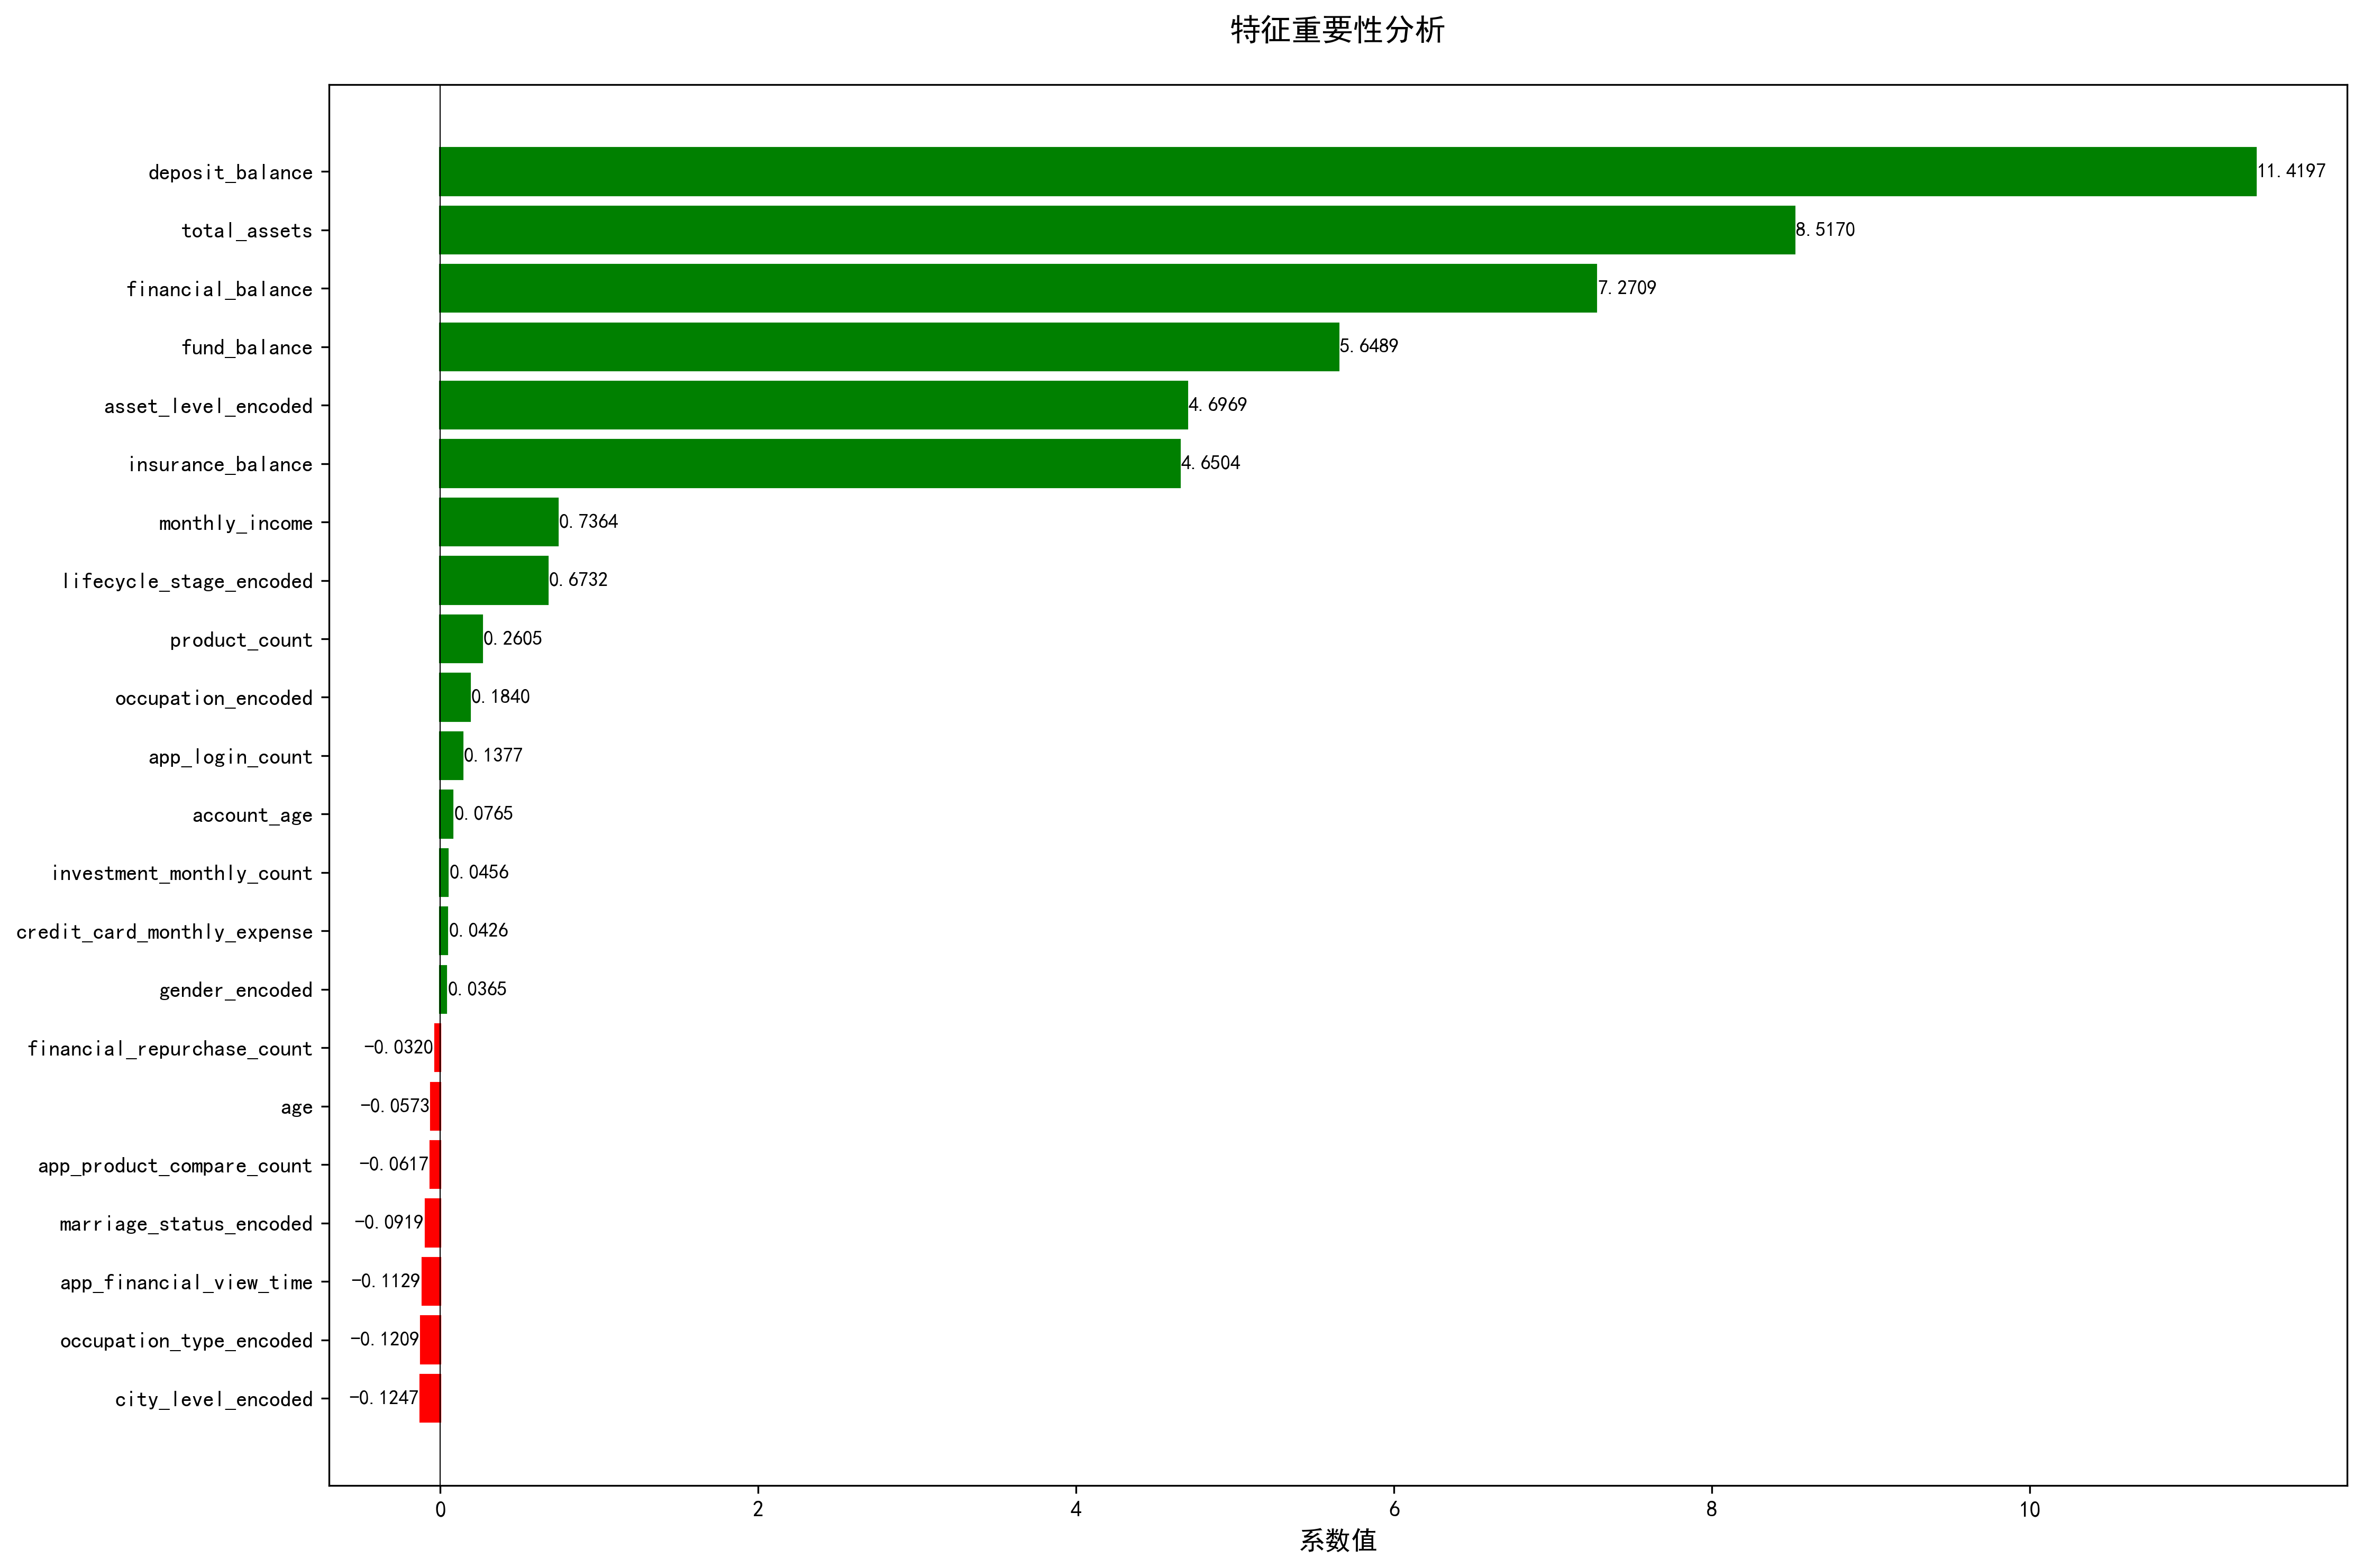 特征重要性分析
deposit_balance 11.4197
total_assets 8.5170
financial_balance 7.2709
fund_balance 5.6489
asset_level_encoded 4.6969
insurance_balance 4.6504
monthly_income 0.7364
lifecycle_stage_encoded 0.6732
product_count 0.2605
occupation_encoded 0.1840
app_login_count 0.1377
account_age 0.0765
investment_monthly_count 0.0456
credit_card_monthly_expense 0.0426
gender_encoded 0.0365
financial_repurchase_count -0.0320
age -0.0573
app_product_compare_count -0.0617
marriage_status_encoded -0.0919
app_financial_view_time -0.1129
occupation_type_encoded -0.1209
city_level_encoded -0.1247
0 2 4 6 8 10
系数值